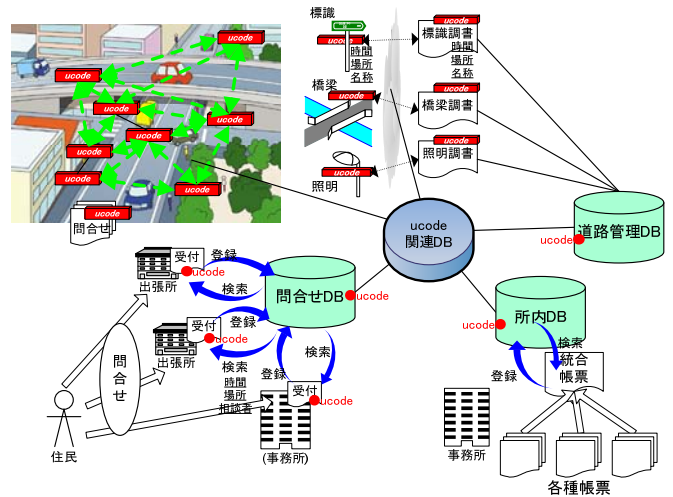 ucode
ucode
ucode
ucode
ucode
ucode
ucode
ucode
ucode
問合せ
標識
ucode
時間
場所
名称
ucode
標識調書
時間
場所
名称
橋梁
ucode
ucode
橋梁調書
照明
ucode
ucode
照明調書
ucode
関連DB
道路管理DB
ucode
問合せDB
ucode
所内DB
ucode
受付
ucode
出張所
登録
検索
受付
ucode
出張所
登録
検索
時間
場所
相談者
登録
検索
受付
ucode
(事務所)
問
合
せ
住民
検索
登録
統合
帳票
事務所
各種帳票